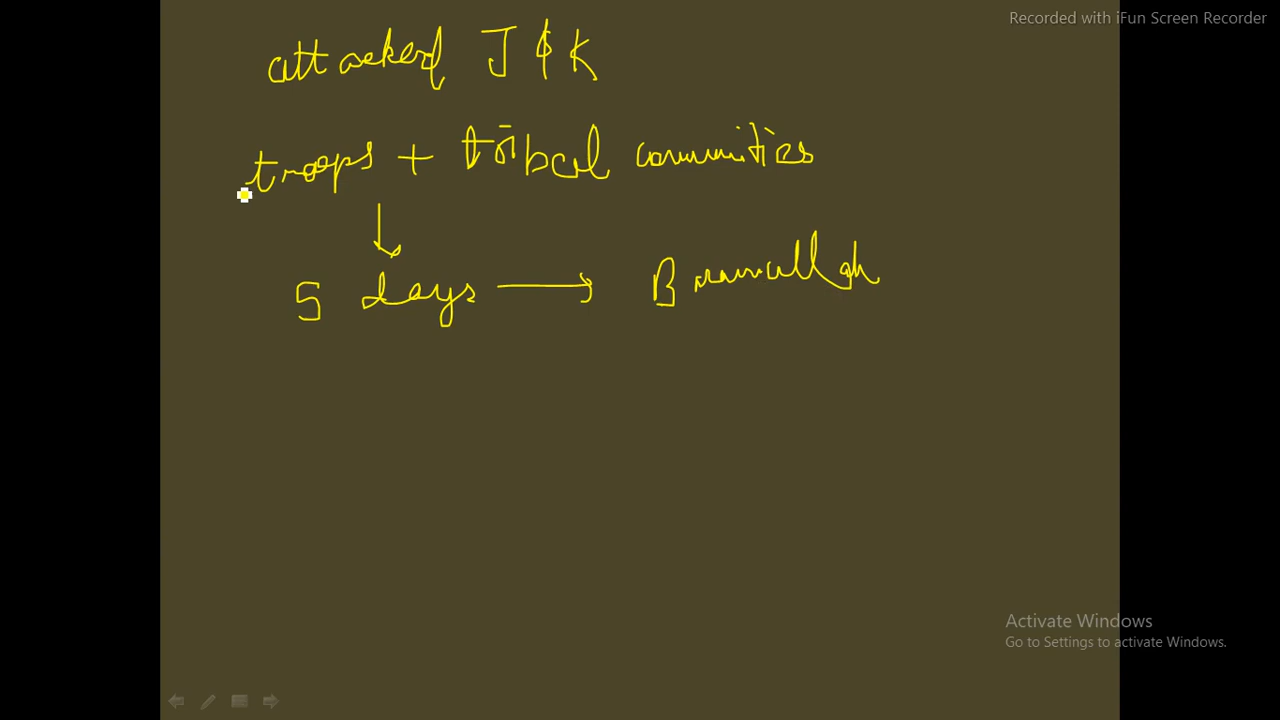 Recorded with iFun Screen Recorder
attacked J & K
troops + tribal communities
↓
5 days → Baramullah
Activate Windows
Go to Settings to activate Windows.